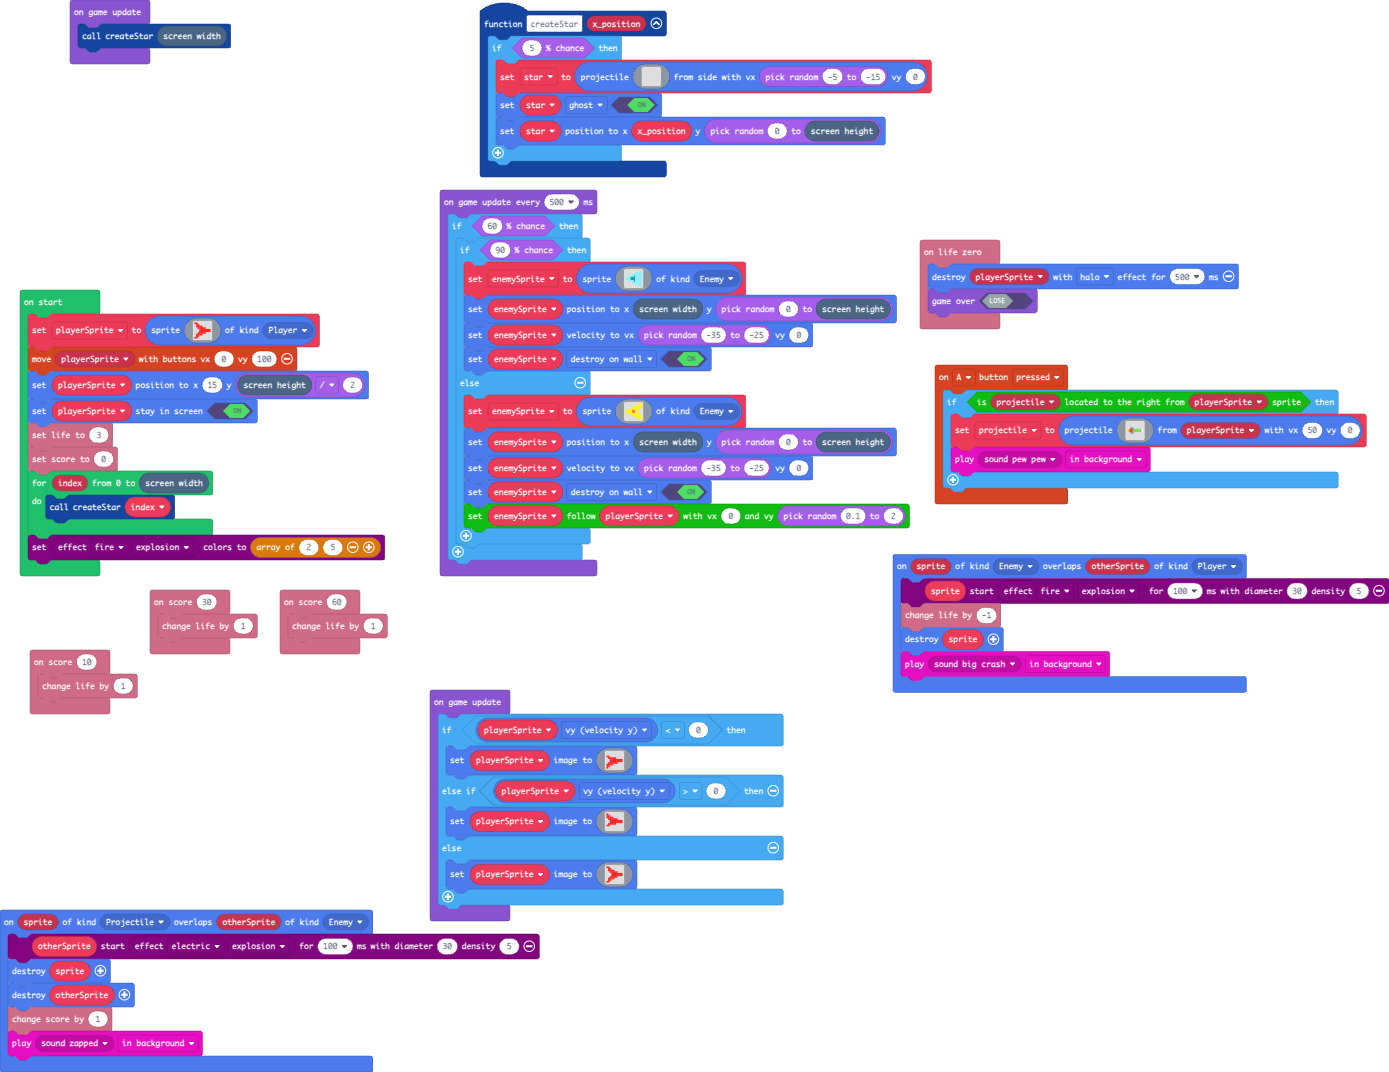 on game update
call createStar screen width
function createStar x_position
if 5 % chance then
set star to projectile from side with vx pick random -5 to -15 vy 0
set star ghost ON
set star position to x x_position y pick random 0 to screen height
on game update every 500 ms
if 60 % chance then
if 90 % chance then
set enemySprite to sprite of kind Enemy
set enemySprite position to x screen width y pick random 0 to screen height
set enemySprite velocity to vx pick random -35 to -25 vy 0
set enemySprite destroy on wall ON
else
set enemySprite to sprite of kind Enemy
set enemySprite position to x screen width y pick random 0 to screen height
set enemySprite velocity to vx pick random -35 to -25 vy 0
set enemySprite destroy on wall ON
set enemySprite follow playerSprite with vx 0 and vy pick random 0.1 to 2
on life zero
destroy playerSprite with halo effect for 500 ms
game over LOSE
on start
set playerSprite to sprite of kind Player
move playerSprite with buttons vx 0 vy 100
set playerSprite position to x 15 y screen height / 2
set playerSprite stay in screen ON
set life to 3
set score to 0
for index from 0 to screen width
do call createStar index
set effect fire explosion colors to array of 2 5
on A button pressed
if is projectile located to the right from playerSprite sprite then
set projectile to projectile from playerSprite with vx 50 vy 0
play sound pew pew in background
on sprite of kind Enemy overlaps otherSprite of kind Player
sprite start effect fire explosion for 100 ms with diameter 30 density 5
change life by -1
destroy sprite
play sound big crash in background
on score 30
change life by 1
on score 60
change life by 1
on score 10
change life by 1
on game update
if playerSprite vy (velocity y) < 0 then
set playerSprite image to
else if playerSprite vy (velocity y) > 0 then
set playerSprite image to
else
set playerSprite image to
on sprite of kind Projectile overlaps otherSprite of kind Enemy
otherSprite start effect electric explosion for 100 ms with diameter 30 density 5
destroy sprite
destroy otherSprite
change score by 1
play sound zapped in background